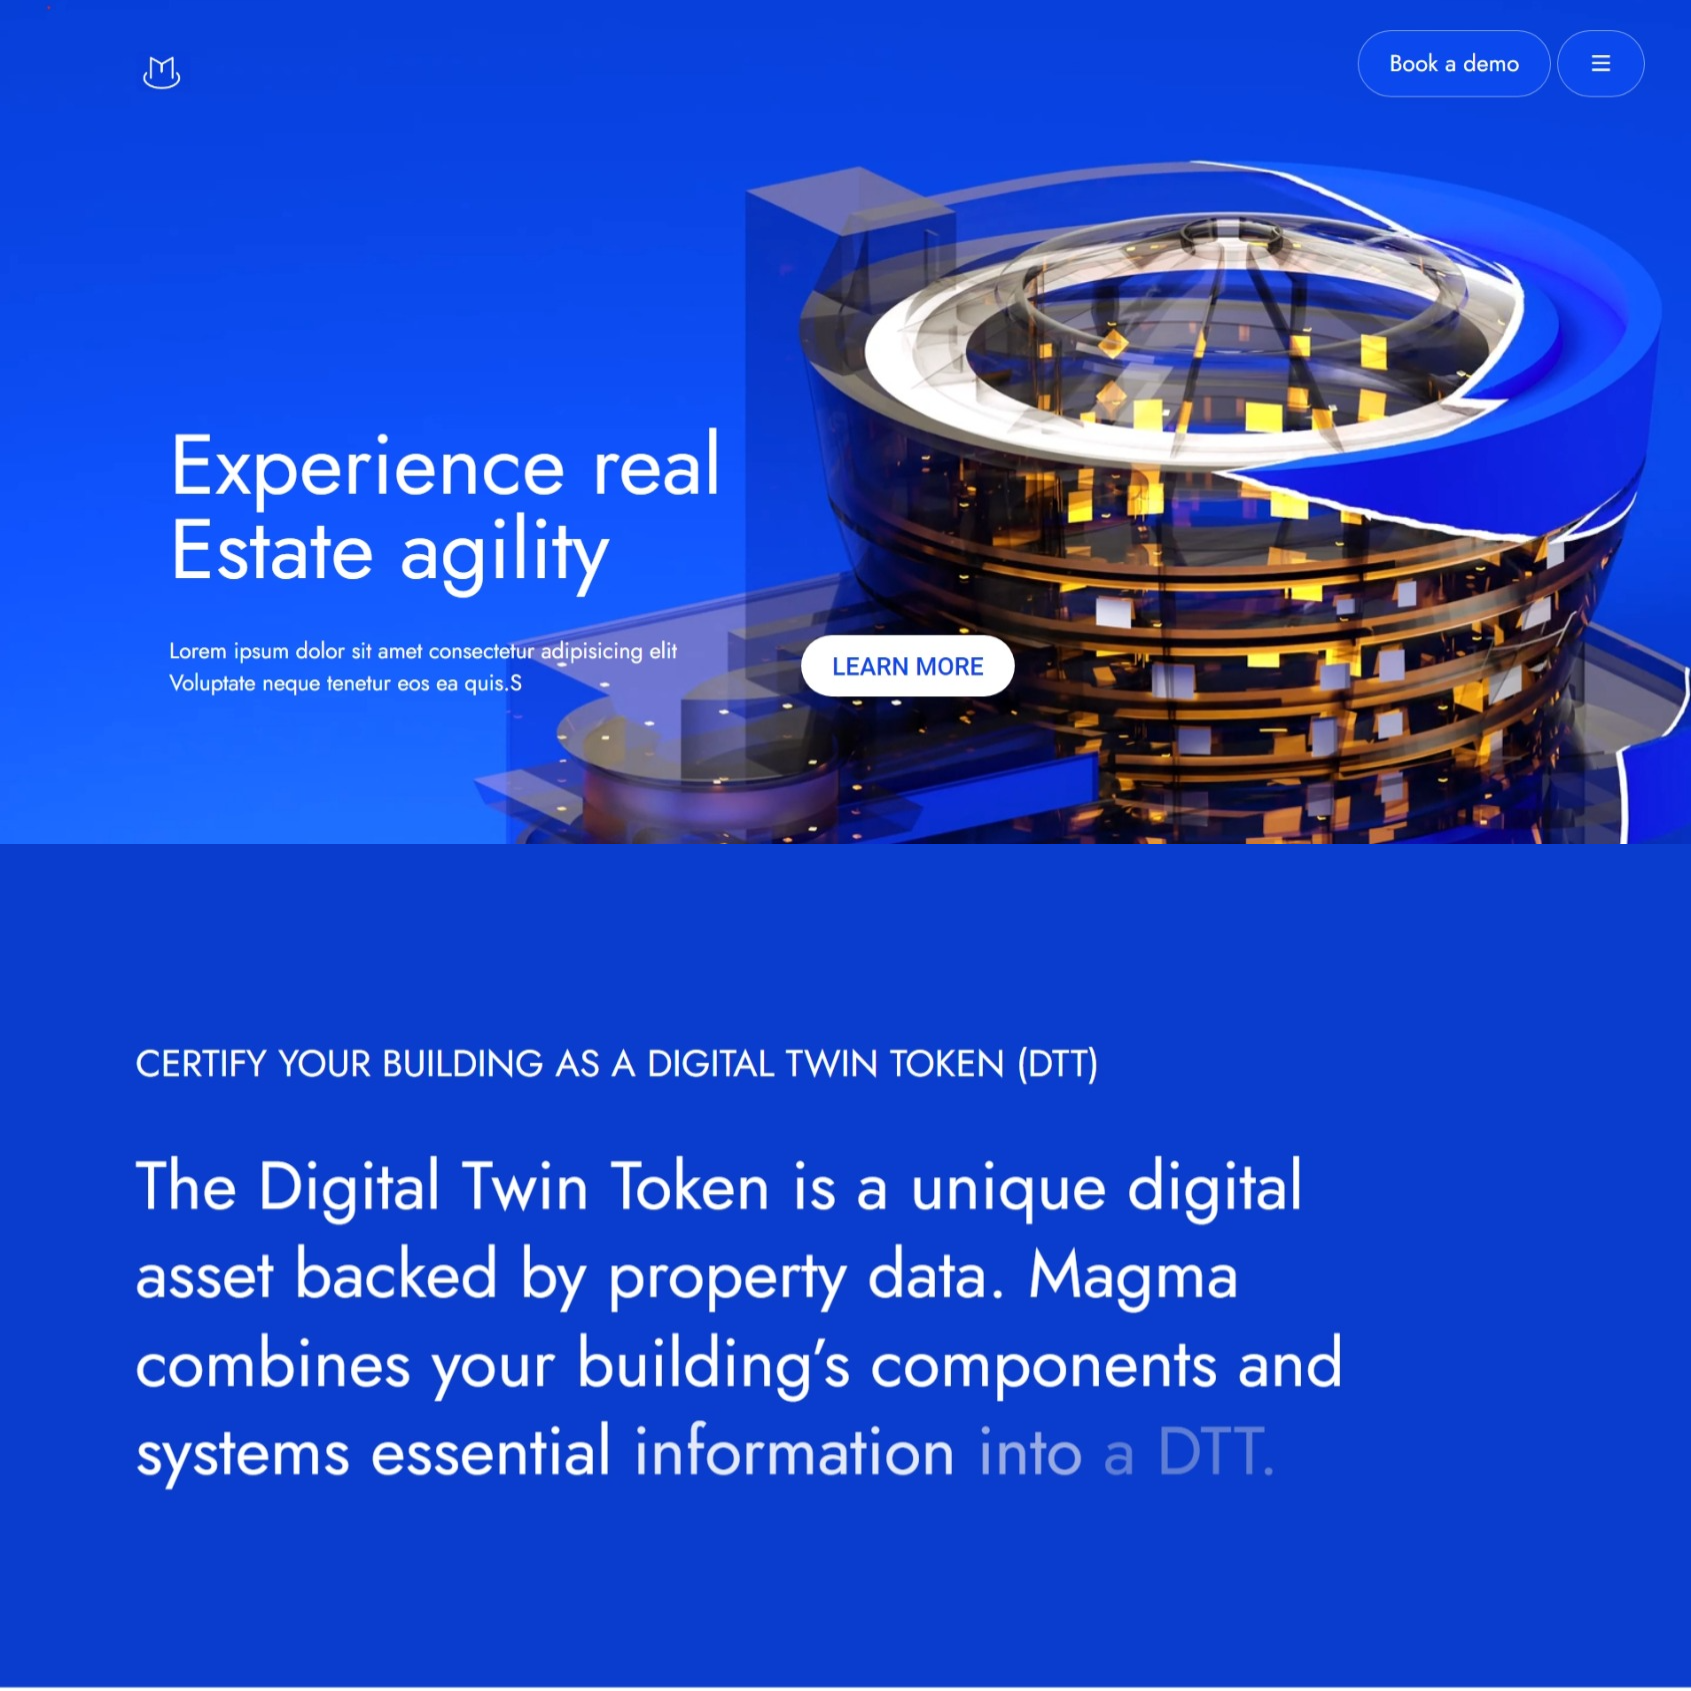 Book a demo
Experience real
Estate agility
Lorem ipsum dolor sit amet consectetur adipisicing elit
Voluptate neque tenetur eos ea quis.S
LEARN MORE
CERTIFY YOUR BUILDING AS A DIGITAL TWIN TOKEN (DTT)
The Digital Twin Token is a unique digital
asset backed by property data. Magma
combines your building’s components and
systems essential information into a DTT.